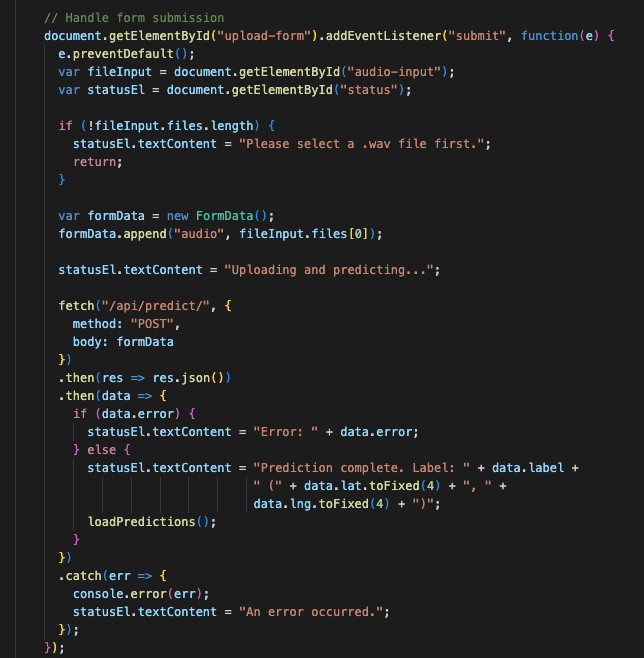 // Handle form submission
document.getElementById("upload-form").addEventListener("submit", function(e) {
  e.preventDefault();
  var fileInput = document.getElementById("audio-input");
  var statusEl = document.getElementById("status");

  if (!fileInput.files.length) {
    statusEl.textContent = "Please select a .wav file first.";
    return;
  }

  var formData = new FormData();
  formData.append("audio", fileInput.files[0]);

  statusEl.textContent = "Uploading and predicting...";

  fetch("/api/predict/", {
    method: "POST",
    body: formData
  })
  .then(res => res.json())
  .then(data => {
    if (data.error) {
      statusEl.textContent = "Error: " + data.error;
    } else {
      statusEl.textContent = "Prediction complete. Label: " + data.label +
                             " (" + data.lat.toFixed(4) + ", " +
                             data.lng.toFixed(4) + ")";
      loadPredictions();
    }
  })
  .catch(err => {
    console.error(err);
    statusEl.textContent = "An error occurred.";
  });
});